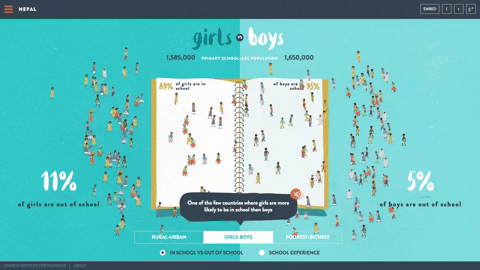 NEPAL
SHARE
f
t
g+
girls vs boys
1,585,000 PRIMARY SCHOOL-AGE POPULATION 1,650,000
89% of girls are in school
of boys are in school 95%
11%
of girls are out of school
5%
of boys are out of school
One of the few countries where girls are more
likely to be in school then boys
RURAL-URBAN
GIRLS-BOYS
POOREST-RICHEST
IN SCHOOL VS OUT OF SCHOOL
SCHOOL EXPERIENCE
UNESCO INSTITUTE FOR STATISTICS | ABOUT